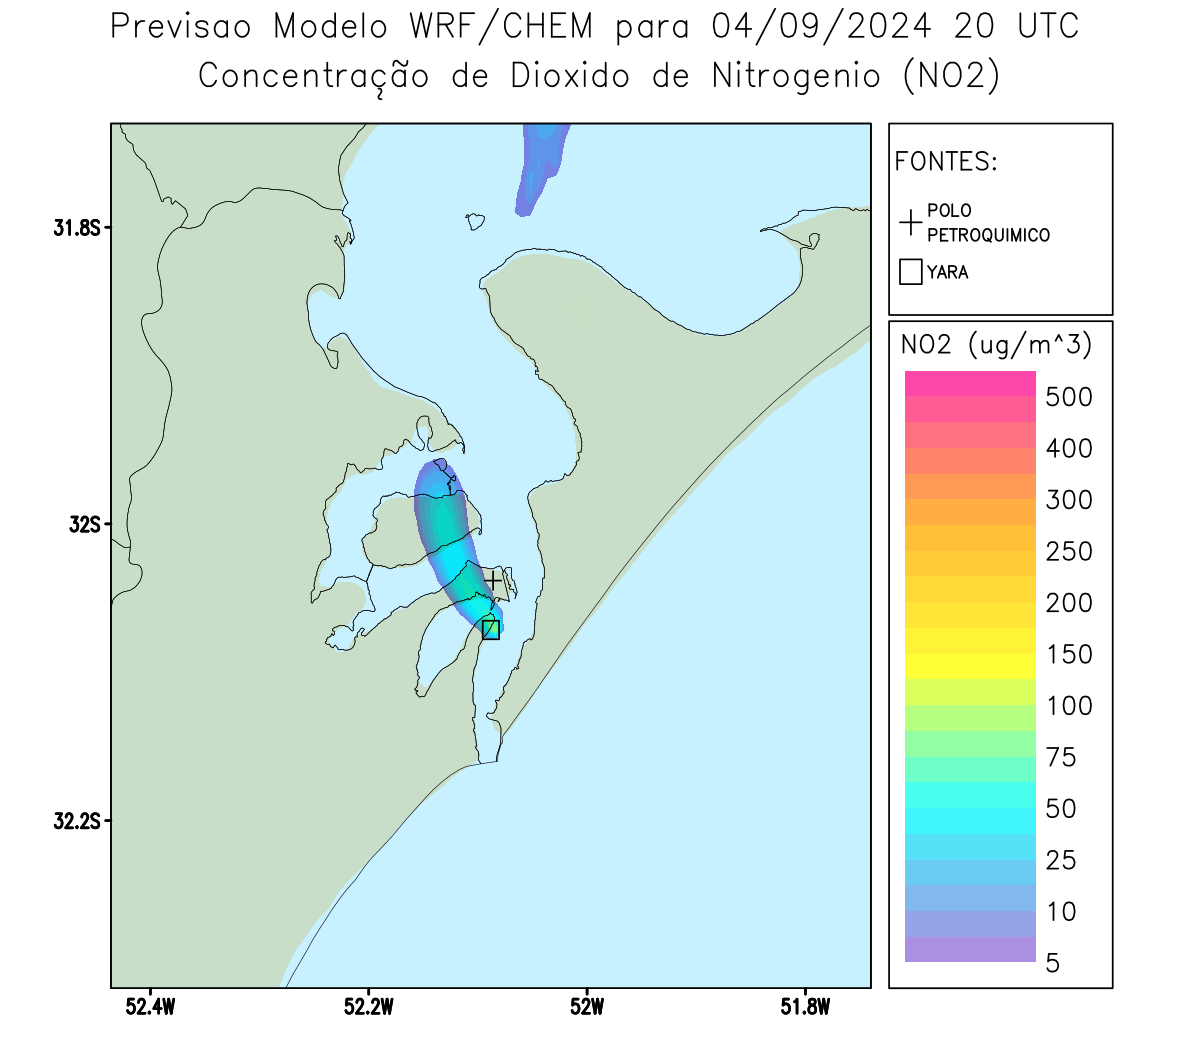 Previsao Modelo WRF/CHEM para 04/09/2024 20 UTC
Concentração de Dioxido de Nitrogenio (NO2)
FONTES:
POLO
PETROQUIMICO
YARA
31.8S
32S
32.2S
52.4W
52.2W
52W
51.8W
NO2 (ug/m^3)
500
400
300
250
200
150
100
75
50
25
10
5